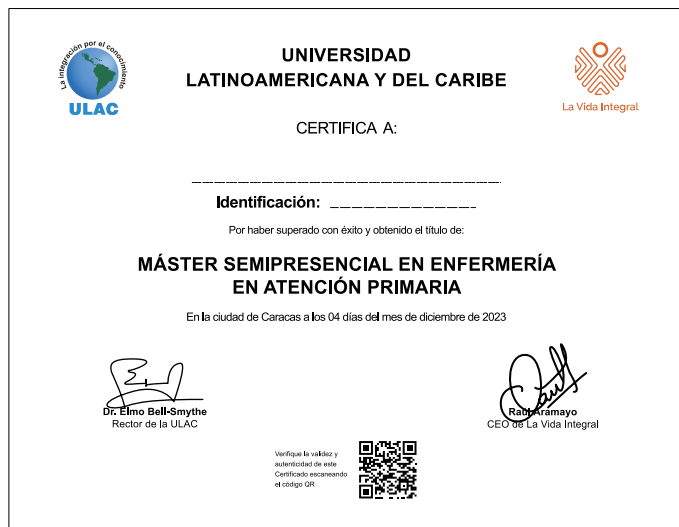 La integración por el conocimiento
ULAC
UNIVERSIDAD
LATINOAMERICANA Y DEL CARIBE
La Vida Integral
CERTIFICA A:
Identificación:
Por haber superado con éxito y obtenido el título de:
MÁSTER SEMIPRESENCIAL EN ENFERMERÍA
EN ATENCIÓN PRIMARIA
En la ciudad de Caracas a los 04 días del mes de diciembre de 2023
Dr. Elmo Bell-Smythe
Rector de la ULAC
Raúl Aramayo
CEO de La Vida Integral
Verifique la validez y
autenticidad de este
Certificado escaneando
el código QR